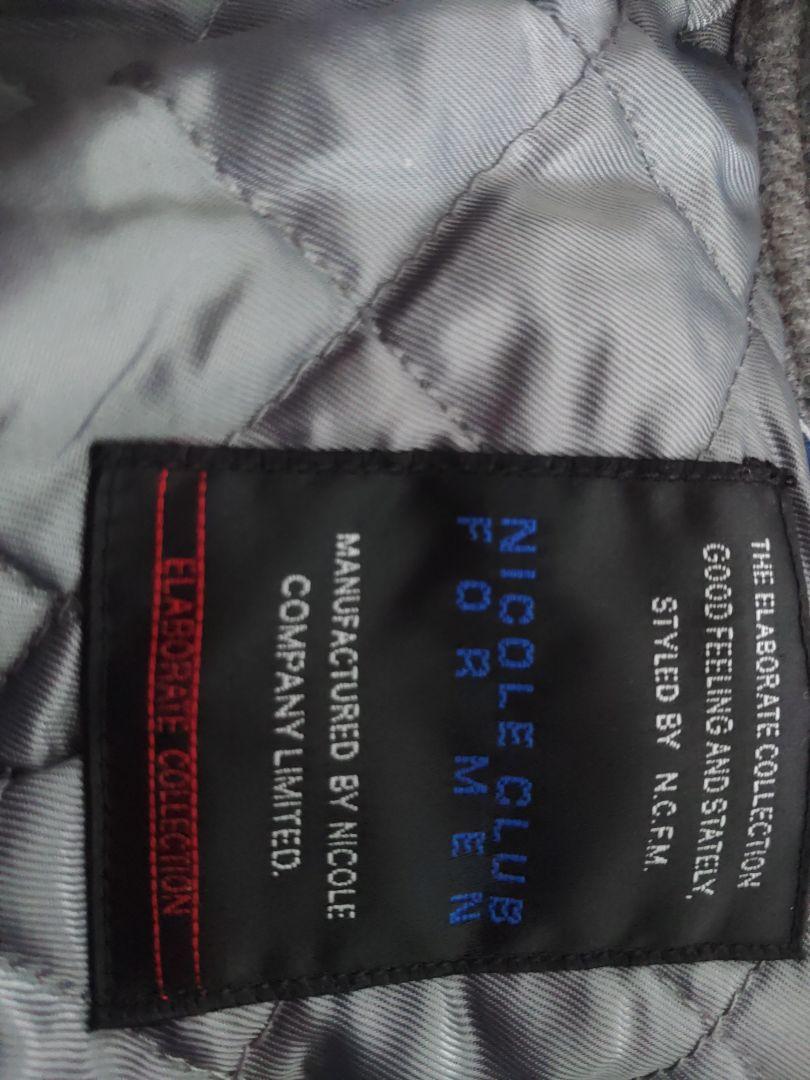 THE ELABORATE COLLECTION
GOOD FEELING AND STATELY.
STYLED BY N.C.F.M.
NICOLE CLUB
FOR MEN
MANUFACTURED BY NICOLE
COMPANY LIMITED.
ELABORATE COLLECTION